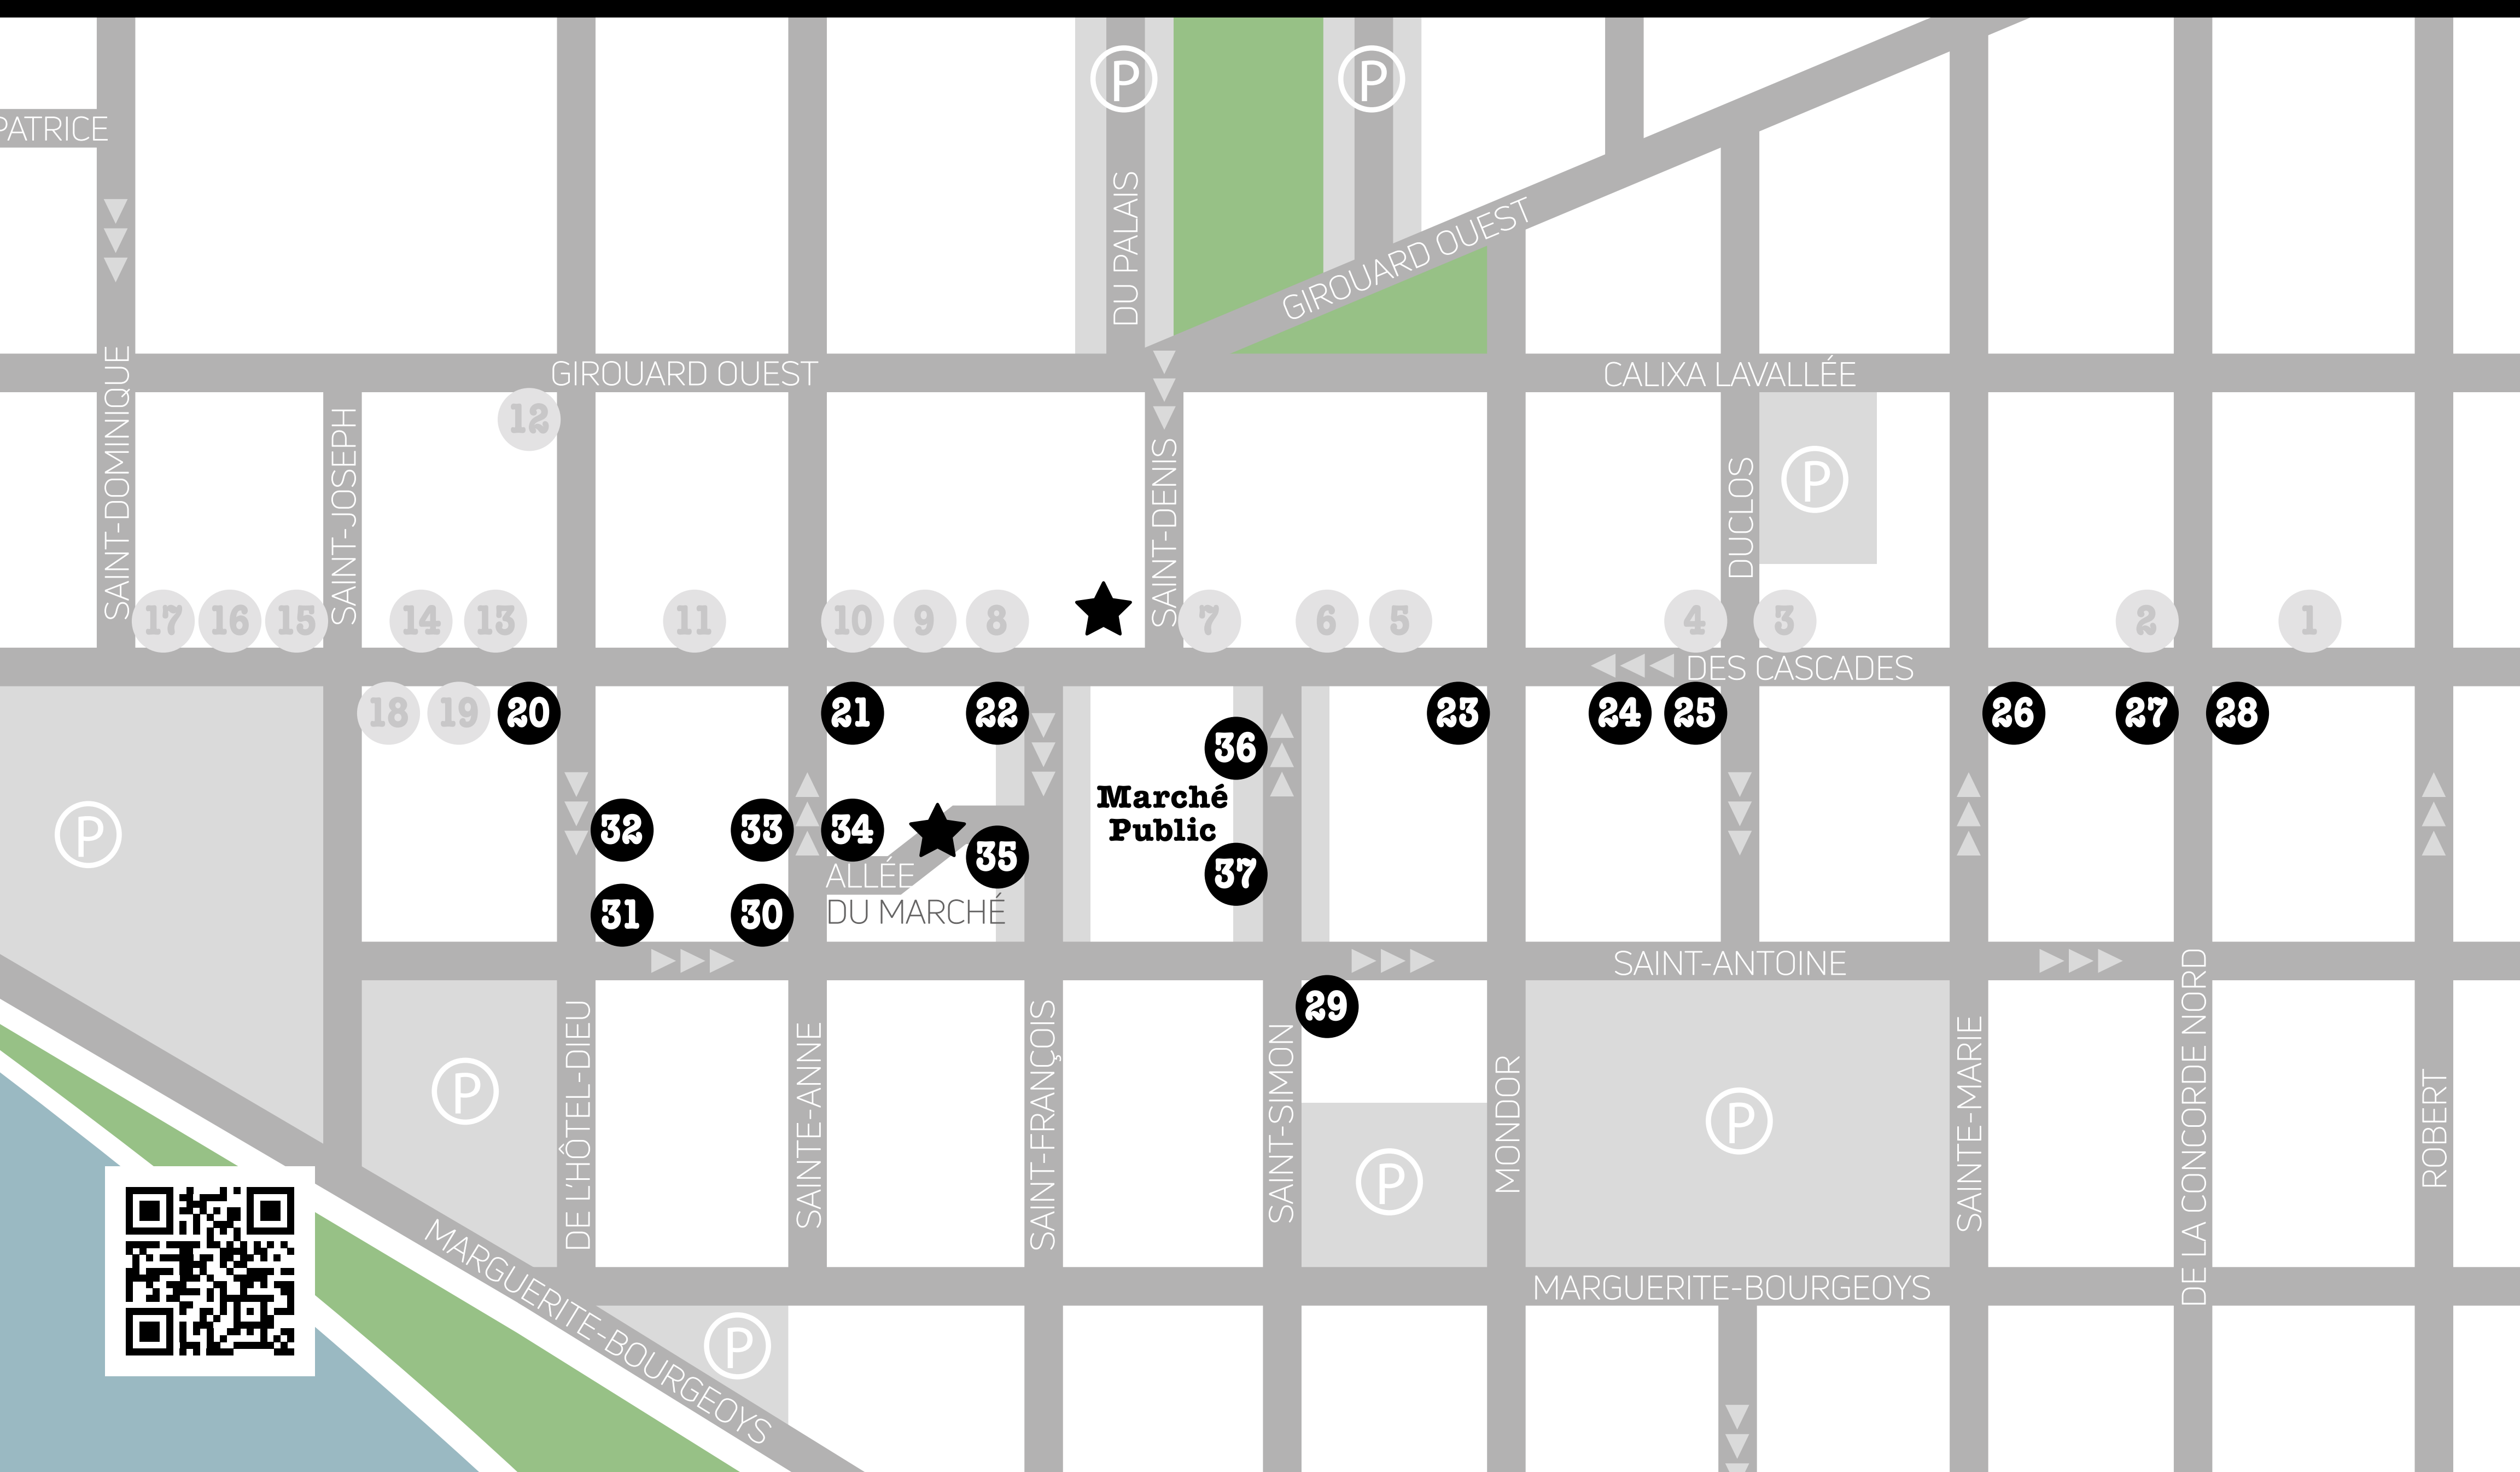 P
P
PATRICE
DU PALAIS
GIROUARD OUEST
SAINT-DOMINIQUE
GIROUARD OUEST
CALIXA LAVALLÉE
12
SAINT-JOSEPH
SAINT-DENIS
DUCLOS
P
17
16
15
14
13
11
10
9
8
7
6
5
4
3
2
1
DES CASCADES
18
19
20
21
22
23
24
25
26
27
28
36
Marché
Public
P
32
33
34
35
37
ALLÉE
DU MARCHÉ
31
30
SAINT-ANTOINE
29
DE L'HÔTEL-DIEU
SAINTE-ANNE
SAINT-FRANÇOIS
SAINT-SIMON
MONDOR
SAINTE-MARIE
DE LA CONCORDE NORD
ROBERT
P
P
P
MARGUERITE-BOURGEOYS
MARGUERITE-BOURGEOYS
P